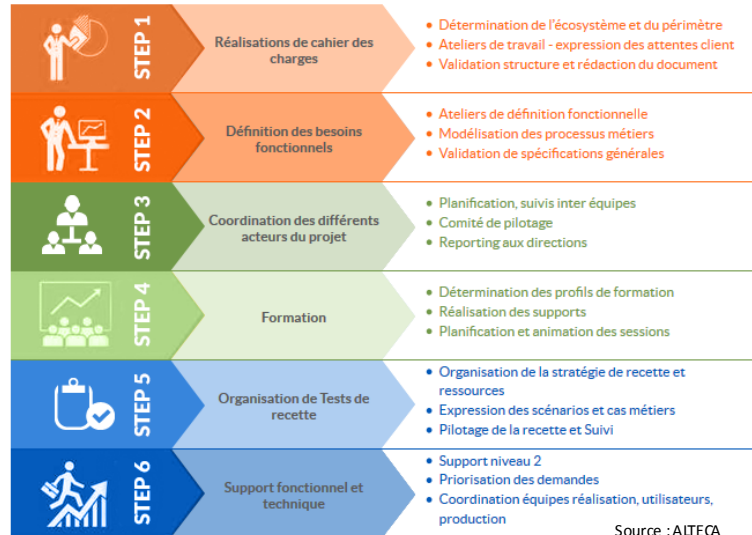 STEP 1
Réalisations de cahier des
charges
• Détermination de l'écosystème et du périmètre
• Ateliers de travail - expression des attentes client
• Validation structure et rédaction du document
STEP 2
Définition des besoins
fonctionnels
• Ateliers de définition fonctionnelle
• Modélisation des processus métiers
• Validation de spécifications générales
STEP 3
Coordination des différents
acteurs du projet
• Planification, suivis inter équipes
• Comité de pilotage
• Reporting aux directions
STEP 4
Formation
• Détermination des profils de formation
• Réalisation des supports
• Planification et animation des sessions
STEP 5
Organisation de Tests de
recette
• Organisation de la stratégie de recette et
ressources
• Expression des scénarios et cas métiers
• Pilotage de la recette et Suivi
STEP 6
Support fonctionnel et
technique
• Support niveau 2
• Priorisation des demandes
• Coordination équipes réalisation, utilisateurs,
production
Source : ALTECA